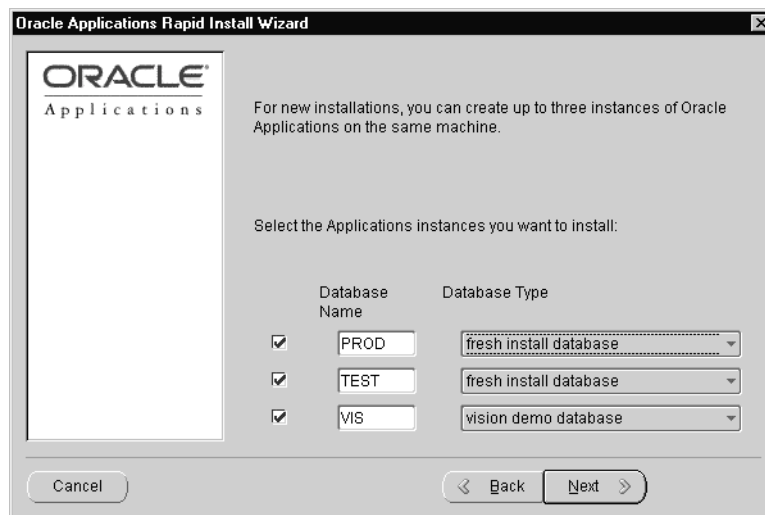 Oracle Applications Rapid Install Wizard
ORACLE®
Applications
For new installations, you can create up to three instances of Oracle
Applications on the same machine.
Select the Applications instances you want to install:
Database Name
Database Type
PROD
fresh install database
TEST
fresh install database
VIS
vision demo database
Cancel
Back
Next